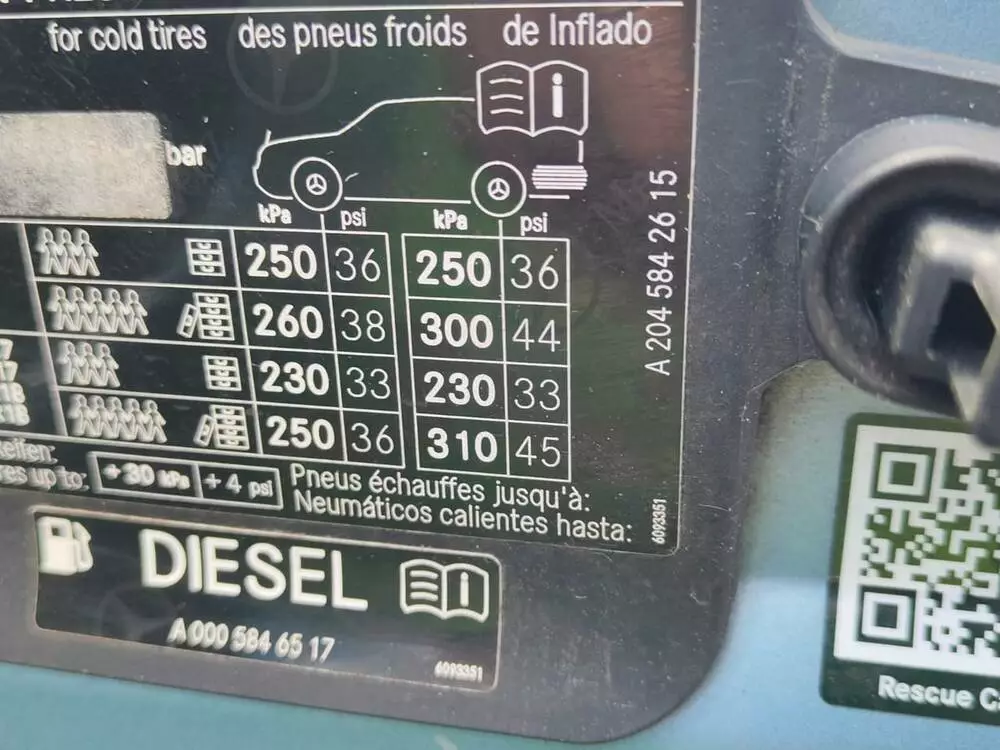 for cold tires des pneus froids de Inflado
i
bar
kPa psi kPa psi
250 36 250 36
260 38 300 44
230 33 230 33
250 36 310 45
A 204 584 26 15
up to: +30 kPa +4 psi
Pneus échauffes jusqu'à:
Neumáticos calientes hasta:
6093351
DIESEL i
A 000 584 65 17
6093351
Rescue